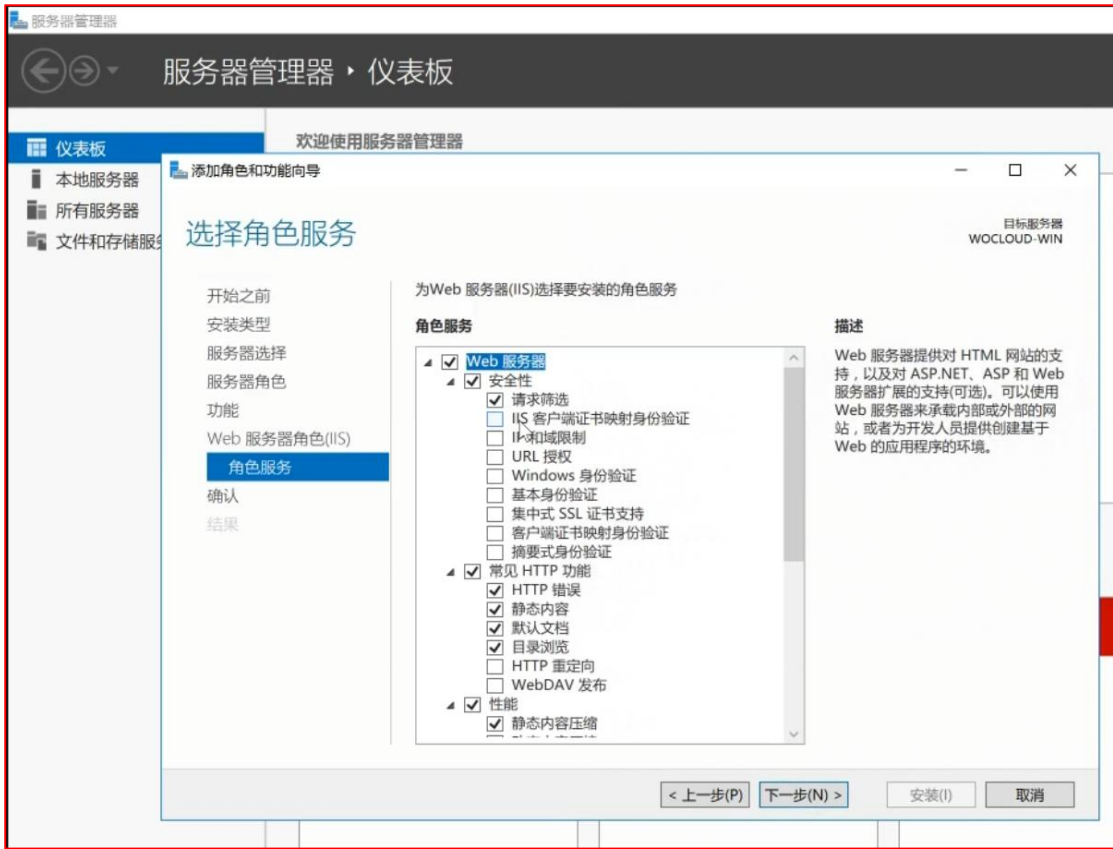 服务器管理器
服务器管理器 · 仪表板
仪表板
本地服务器
所有服务器
文件和存储服
欢迎使用服务器管理器
添加角色和功能向导
选择角色服务
目标服务器
WOCLOUD-WIN
开始之前
安装类型
服务器选择
服务器角色
功能
Web 服务器角色(IIS)
角色服务
确认
结果
为Web 服务器(IIS)选择要安装的角色服务
角色服务
Web 服务器
安全性
请求筛选
IIS 客户端证书映射身份验证
IP 和域限制
URL 授权
Windows 身份验证
基本身份验证
集中式 SSL 证书支持
客户端证书映射身份验证
摘要式身份验证
常见 HTTP 功能
HTTP 错误
静态内容
默认文档
目录浏览
HTTP 重定向
WebDAV 发布
性能
静态内容压缩
描述
Web 服务器提供对 HTML 网站的支
持，以及对 ASP.NET、ASP 和 Web
服务器扩展的支持(可选)。可以使用
Web 服务器来承载内部或外部的网
站，或者为开发人员提供创建基于
Web 的应用程序的环境。
< 上一步(P)
下一步(N) >
安装(I)
取消